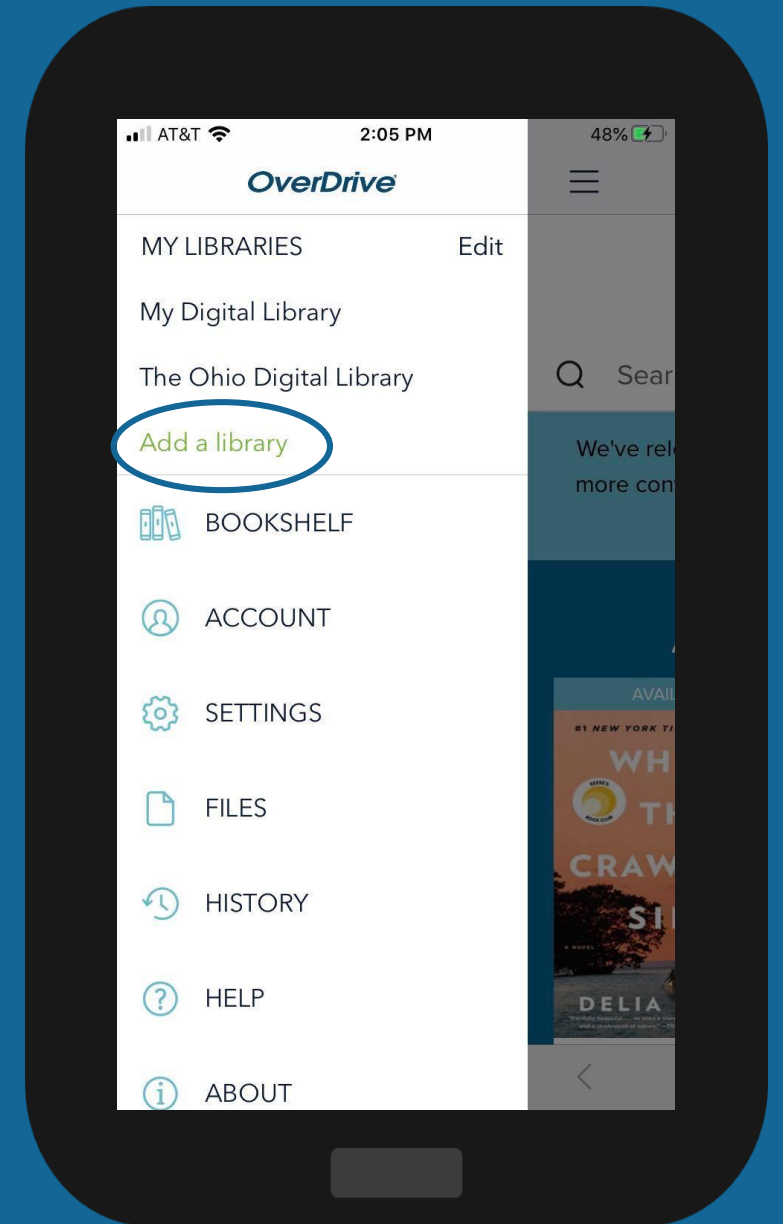 AT&T 2:05 PM 48%
OverDrive
MY LIBRARIES Edit
My Digital Library
The Ohio Digital Library
Add a library
BOOKSHELF
ACCOUNT
SETTINGS
FILES
HISTORY
HELP
ABOUT
Sear
We've rel
more con
AVAIL
#1 NEW YORK TI
WH
TH
CRAW
SI
A NOVEL
DELIA